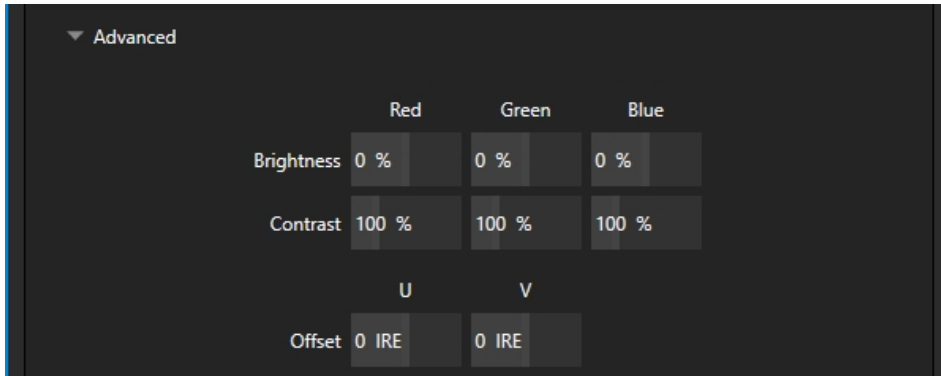 Advanced
Red Green Blue
Brightness 0 % 0 % 0 %
Contrast 100 % 100 % 100 %
U V
Offset 0 IRE 0 IRE